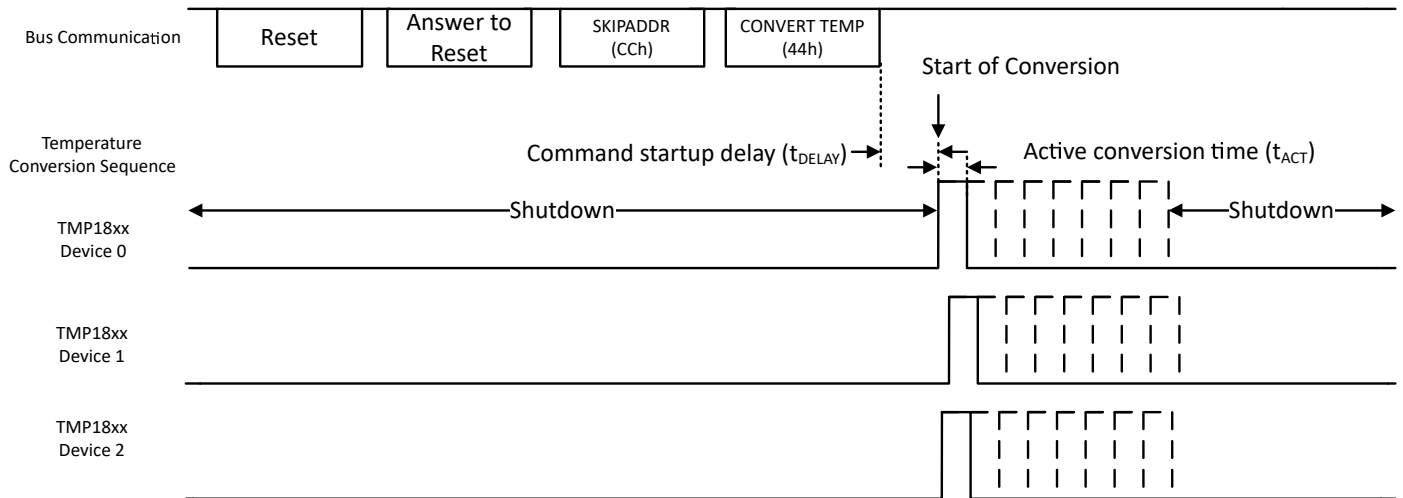 Bus Communication
Reset
Answer to
Reset
SKIPADDR
(CCh)
CONVERT TEMP
(44h)
Start of Conversion
Temperature
Conversion Sequence
Command startup delay (tDELAY)
Active conversion time (tACT)
Shutdown
Shutdown
TMP18xx
Device 0
TMP18xx
Device 1
TMP18xx
Device 2